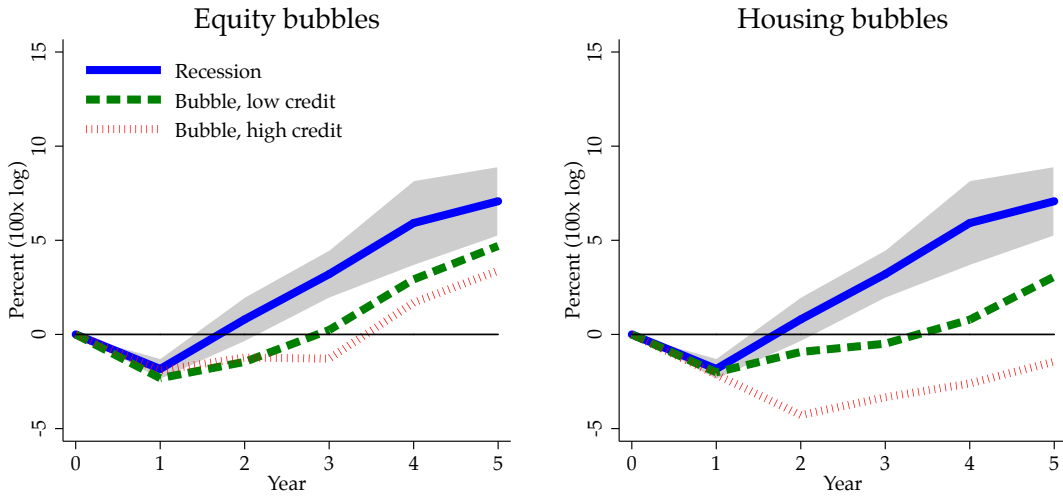 Equity bubbles
Percent (100x log)
15
10
5
0
-5
Recession
Bubble, low credit
Bubble, high credit
0 1 2 3 4 5
Year
Housing bubbles
Percent (100x log)
15
10
5
0
-5
0 1 2 3 4 5
Year